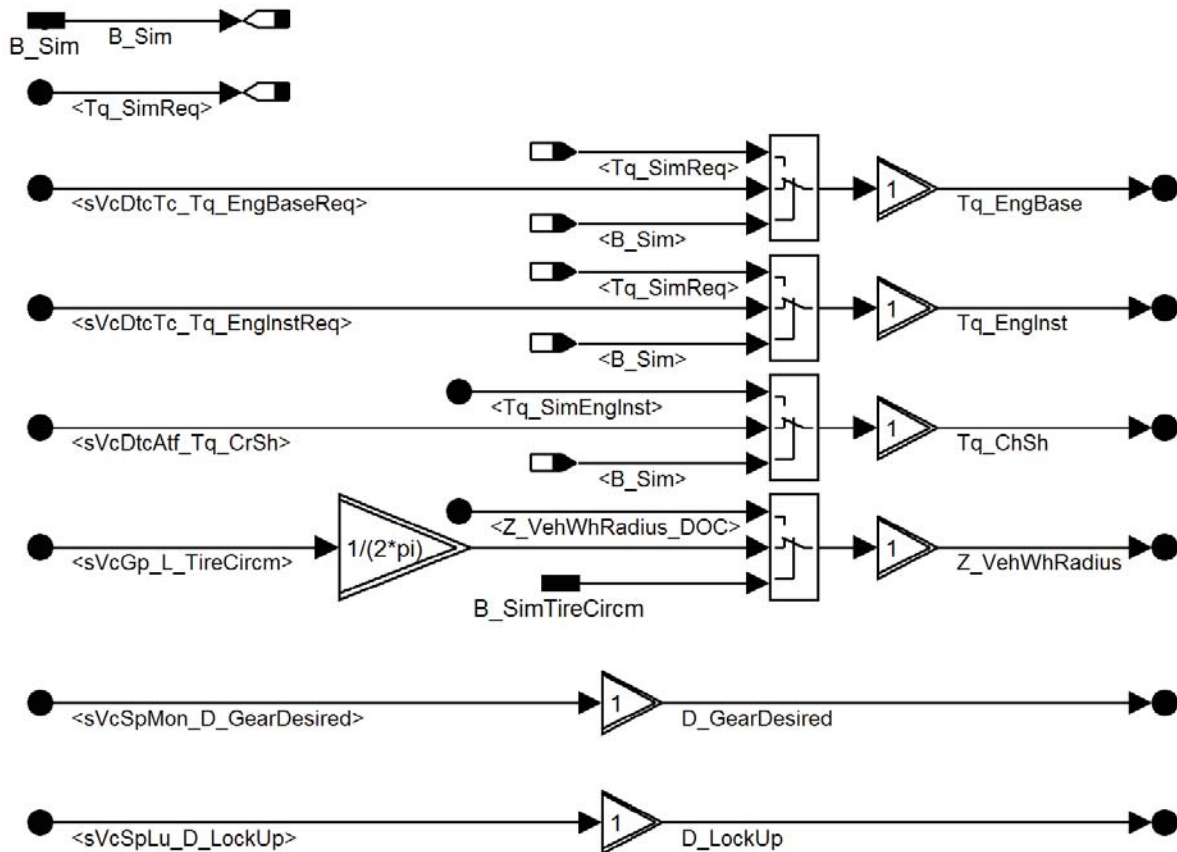 B_Sim
B_Sim
<Tq_SimReq>
<Tq_SimReq>
<sVcDtcTc_Tq_EngBaseReq>
1
Tq_EngBase
<B_Sim>
<Tq_SimReq>
<sVcDtcTc_Tq_EngInstReq>
1
Tq_EngInst
<B_Sim>
<Tq_SimEngInst>
<sVcDtcAtf_Tq_CrSh>
1
Tq_ChSh
<B_Sim>
<Z_VehWhRadius_DOC>
<sVcGp_L_TireCircm>
1/(2*pi)
1
Z_VehWhRadius
B_SimTireCircm
<sVcSpMon_D_GearDesired>
1
D_GearDesired
<sVcSpLu_D_LockUp>
1
D_LockUp